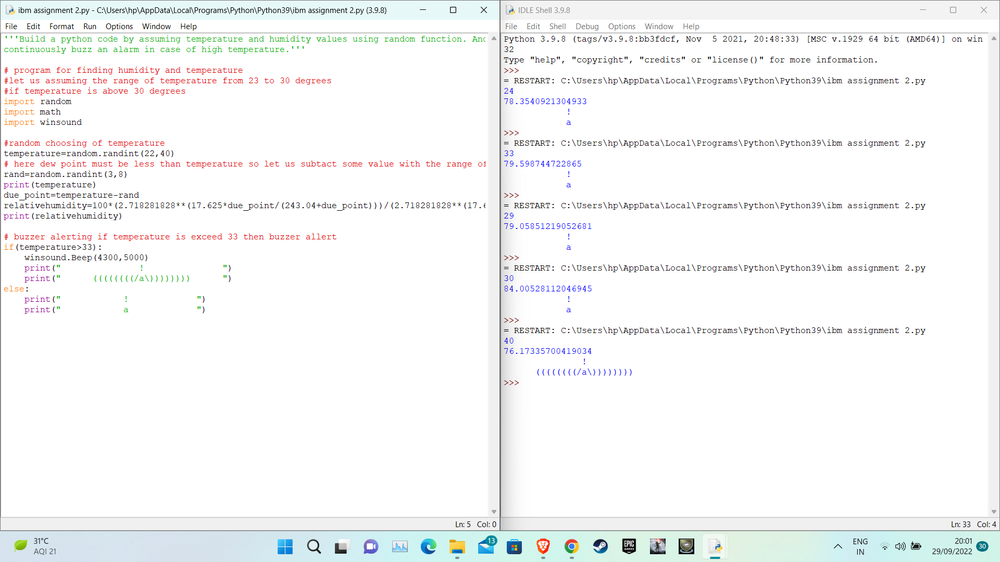 ibm assignment 2.py - C:\Users\hp\AppData\Local\Programs\Python\Python39\ibm assignment 2.py (3.9.8)
File Edit Format Run Options Window Help
'''Build a python code by assuming temperature and humidity values using random function. And
continuously buzz an alarm in case of high temperature.'''
# program for finding humidity and temperature
#let us assuming the range of temperature from 23 to 30 degrees
#if temperature is above 30 degrees
import random
import math
import winsound
#random choosing of temperature
temperature=random.randint(22,40)
# here dew point must be less than temperature so let us subtact some value with the range of
rand=random.randint(3,8)
print(temperature)
due_point=temperature-rand
relativehumidity=100*(2.718281828**(17.625*due_point/(243.04+due_point)))/(2.718281828**(17.6
print(relativehumidity)
# buzzer alerting if temperature is exceed 33 then buzzer allert
if(temperature>33):
    winsound.Beep(4300,5000)
    print("               !               ")
    print("      ((((((((/a\))))))))      ")
else:
    print("            !             ")
    print("            a             ")
Ln: 5 Col: 0
IDLE Shell 3.9.8
File Edit Shell Debug Options Window Help
Python 3.9.8 (tags/v3.9.8:bb3fdcf, Nov  5 2021, 20:48:33) [MSC v.1929 64 bit (AMD64)] on win
32
Type "help", "copyright", "credits" or "license()" for more information.
>>>
= RESTART: C:\Users\hp\AppData\Local\Programs\Python\Python39\ibm assignment 2.py
24
78.3540921304933
            !
            a
>>>
= RESTART: C:\Users\hp\AppData\Local\Programs\Python\Python39\ibm assignment 2.py
33
79.598744722865
            !
            a
>>>
= RESTART: C:\Users\hp\AppData\Local\Programs\Python\Python39\ibm assignment 2.py
29
79.05851219052681
            !
            a
>>>
= RESTART: C:\Users\hp\AppData\Local\Programs\Python\Python39\ibm assignment 2.py
30
84.00528112046945
            !
            a
>>>
= RESTART: C:\Users\hp\AppData\Local\Programs\Python\Python39\ibm assignment 2.py
40
76.17335700419034
               !
      ((((((((/a\))))))))
>>>
Ln: 33 Col: 4
31°C
AQI 21
13
EPIC
GAMES
ENG
IN
20:01
29/09/2022
30